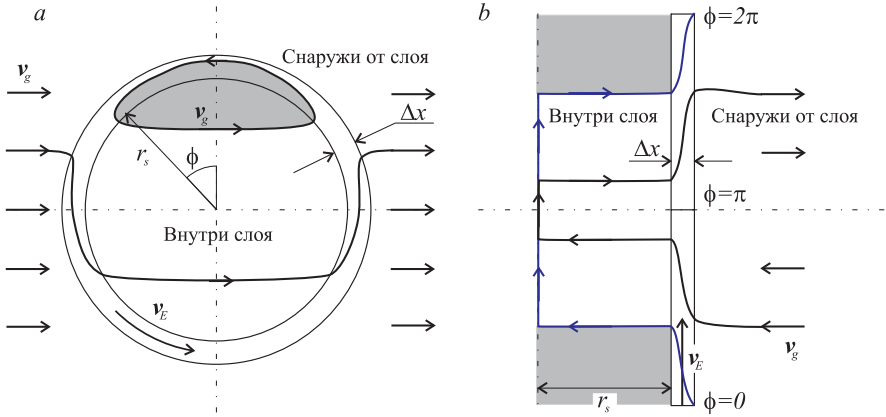 a
Снаружи от слоя
v_g
v_g
Δx
r_s
ϕ
Внутри слоя
v_E
b
ϕ=2π
Внутри слоя
Снаружи от слоя
Δx
ϕ=π
v_E
v_g
r_s
ϕ=0